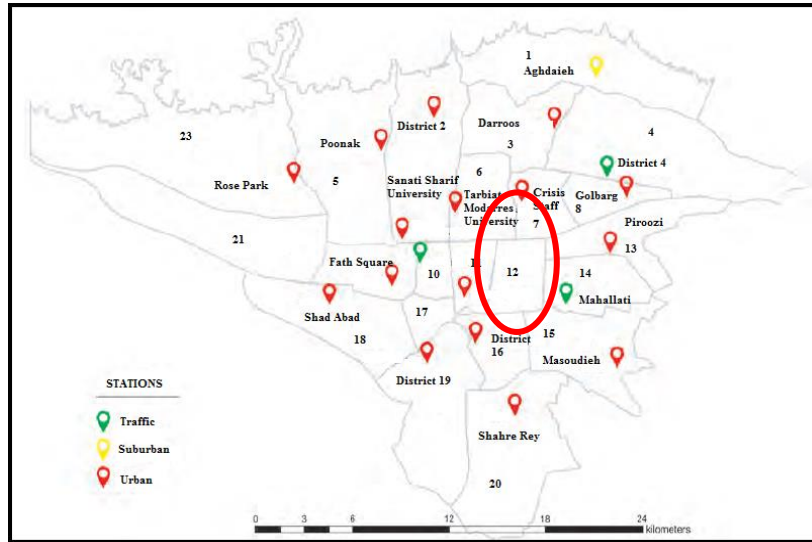 1
Aghdaieh
District 2
Darroos
4
23
Poonak
3
District 4
6
Sanati Sharif
University
Tarbiat
Modarres
University
Crisis
Staff
Golbarg
8
Rose Park
5
7
Piroozi
13
21
Fath Square
10
11
12
14
Mahallati
Shad Abad
17
18
District
16
15
Masoudieh
District 19
STATIONS
Traffic
Suburban
Urban
Shahre Rey
20
0 3 6 12 18 24
kilometers